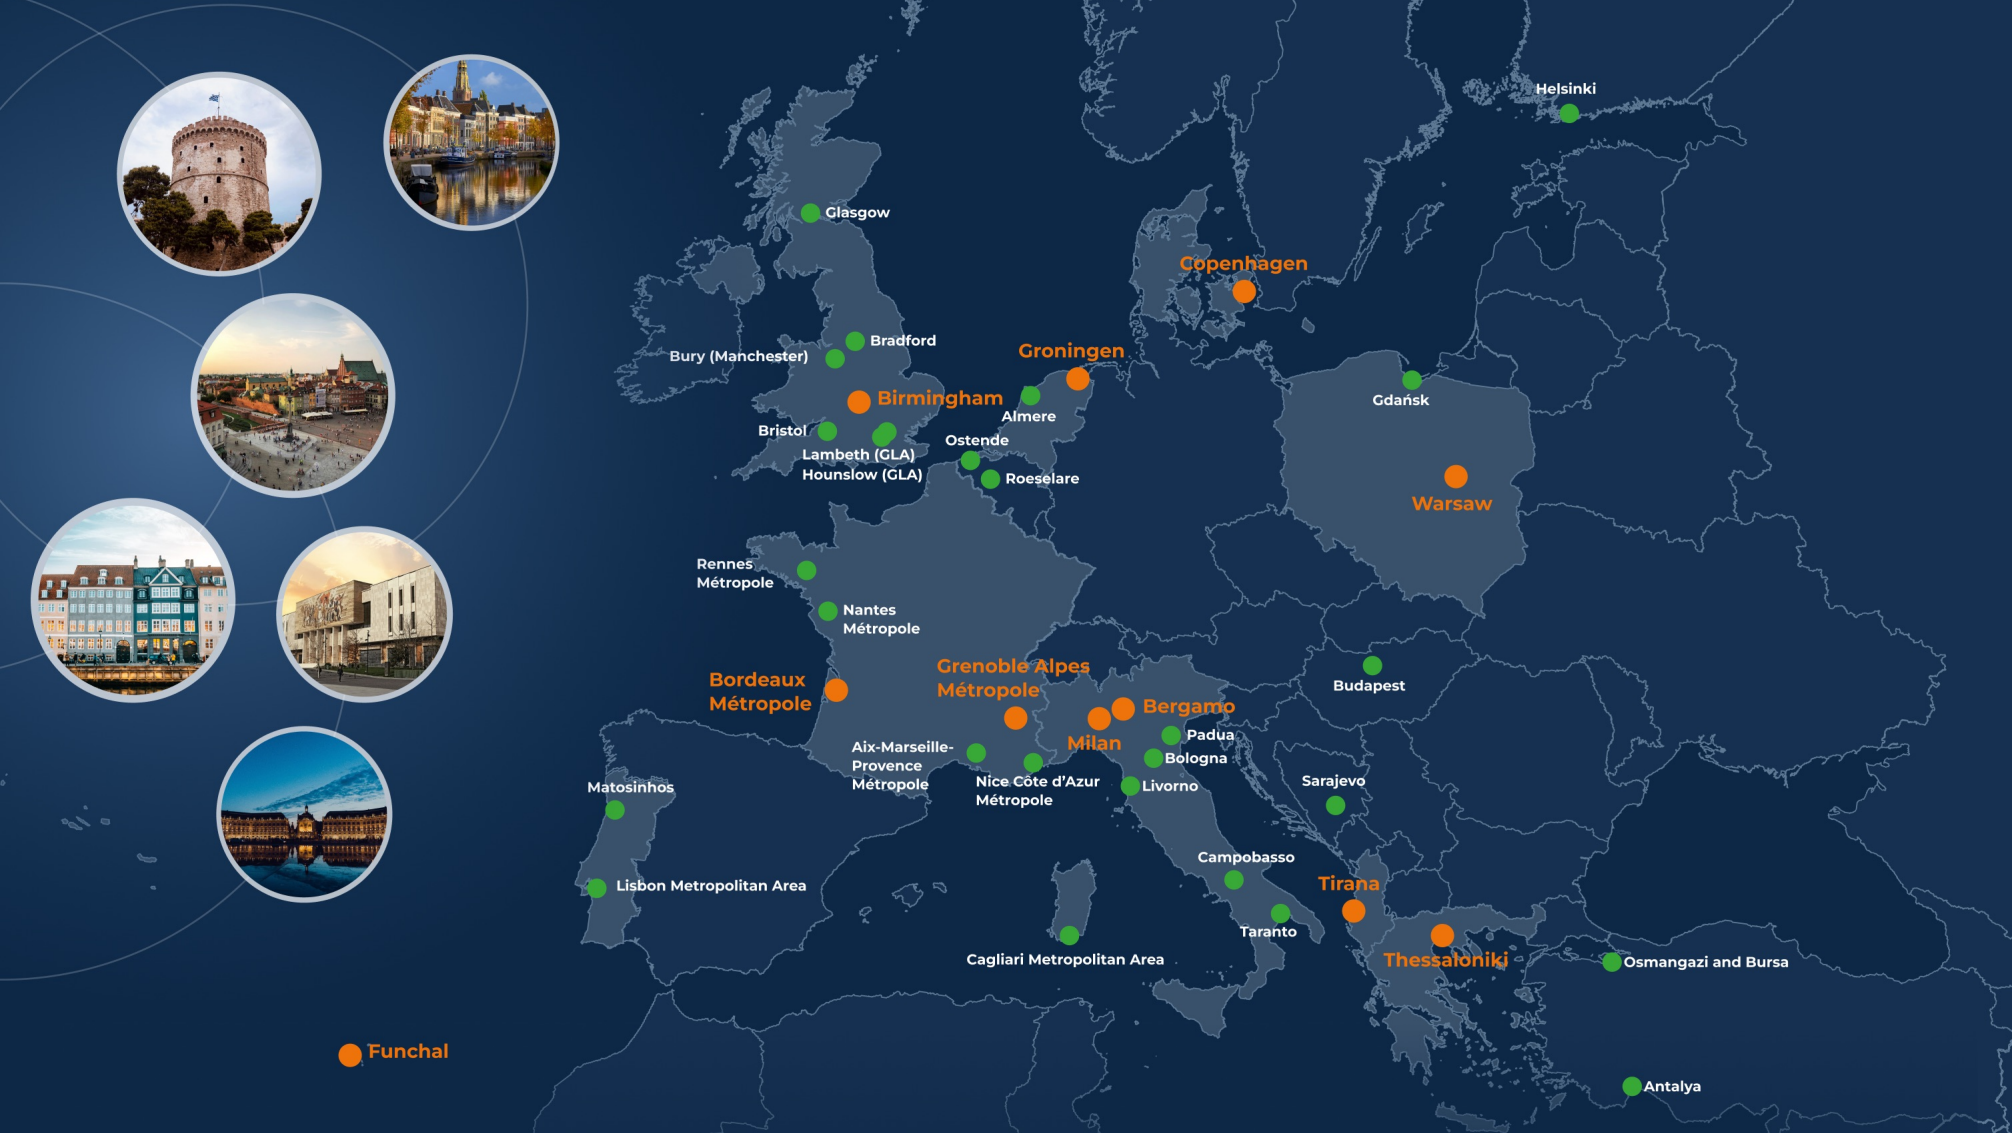 Helsinki
Glasgow
Copenhagen
Bradford
Bury (Manchester)
Groningen
Birmingham
Almere
Gdańsk
Bristol
Ostende
Lambeth (GLA)
Hounslow (GLA)
Roeselare
Warsaw
Rennes
Métropole
Nantes
Métropole
Bordeaux
Métropole
Grenoble Alpes
Métropole
Budapest
Bergamo
Milan
Padua
Bologna
Aix-Marseille-
Provence
Métropole
Nice Côte d'Azur
Métropole
Livorno
Sarajevo
Matosinhos
Campobasso
Lisbon Metropolitan Area
Tirana
Taranto
Cagliari Metropolitan Area
Thessaloniki
Osmangazi and Bursa
Funchal
Antalya